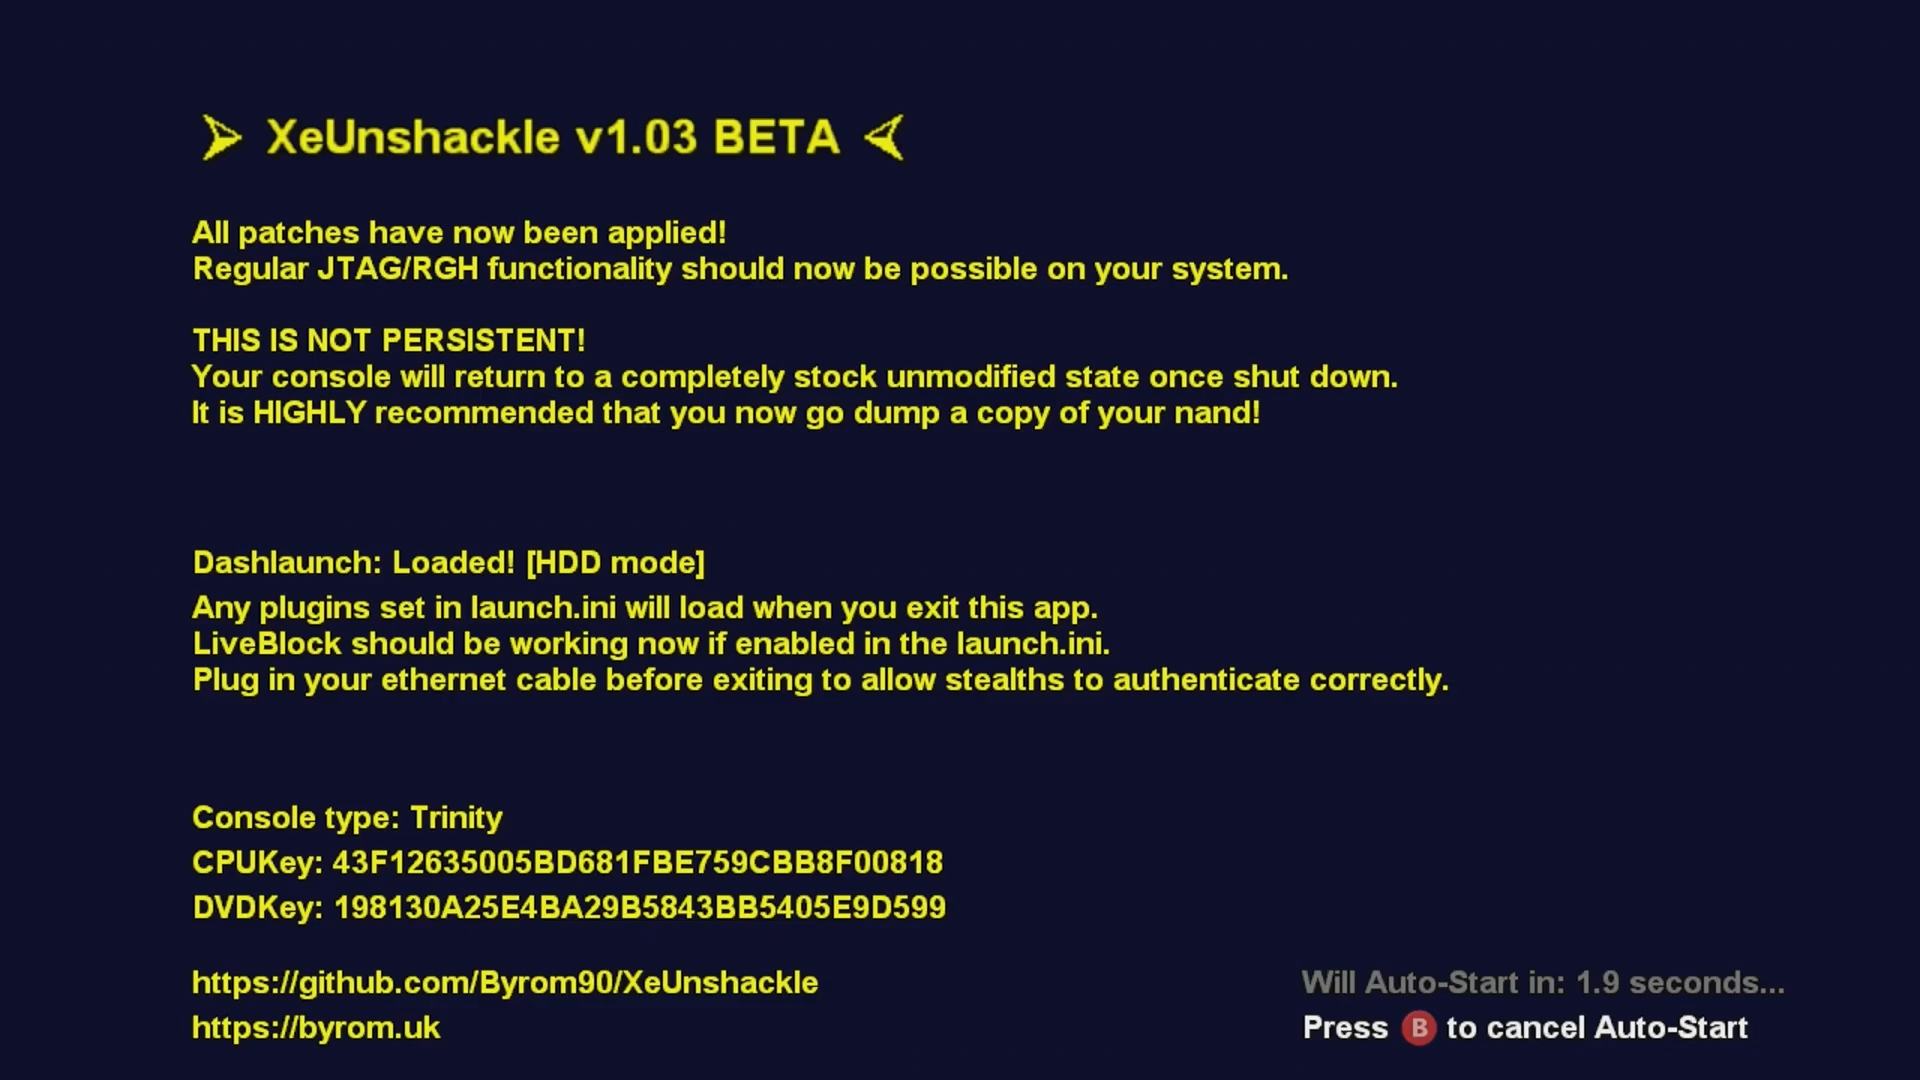 ➢ XeUnshackle v1.03 BETA ⮘
All patches have now been applied!
Regular JTAG/RGH functionality should now be possible on your system.
THIS IS NOT PERSISTENT!
Your console will return to a completely stock unmodified state once shut down.
It is HIGHLY recommended that you now go dump a copy of your nand!
Dashlaunch: Loaded! [HDD mode]
Any plugins set in launch.ini will load when you exit this app.
LiveBlock should be working now if enabled in the launch.ini.
Plug in your ethernet cable before exiting to allow stealths to authenticate correctly.
Console type: Trinity
CPUKey: 43F12635005BD681FBE759CBB8F00818
DVDKey: 198130A25E4BA29B5843BB5405E9D599
https://github.com/Byrom90/XeUnshackle
https://byrom.uk
Will Auto-Start in: 1.9 seconds...
Press B to cancel Auto-Start